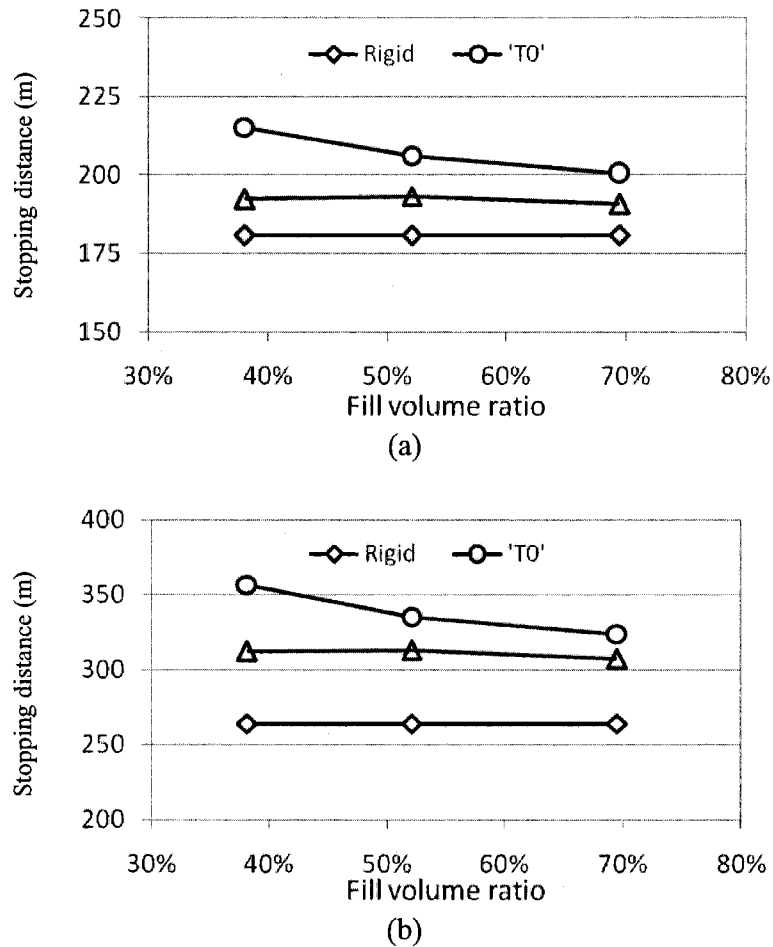 250
Rigid 'T0'
225
Stopping distance (m)
200
175
150
30% 40% 50% 60% 70% 80%
Fill volume ratio
(a)
400
Rigid 'T0'
350
Stopping distance (m)
300
250
200
30% 40% 50% 60% 70% 80%
Fill volume ratio
(b)